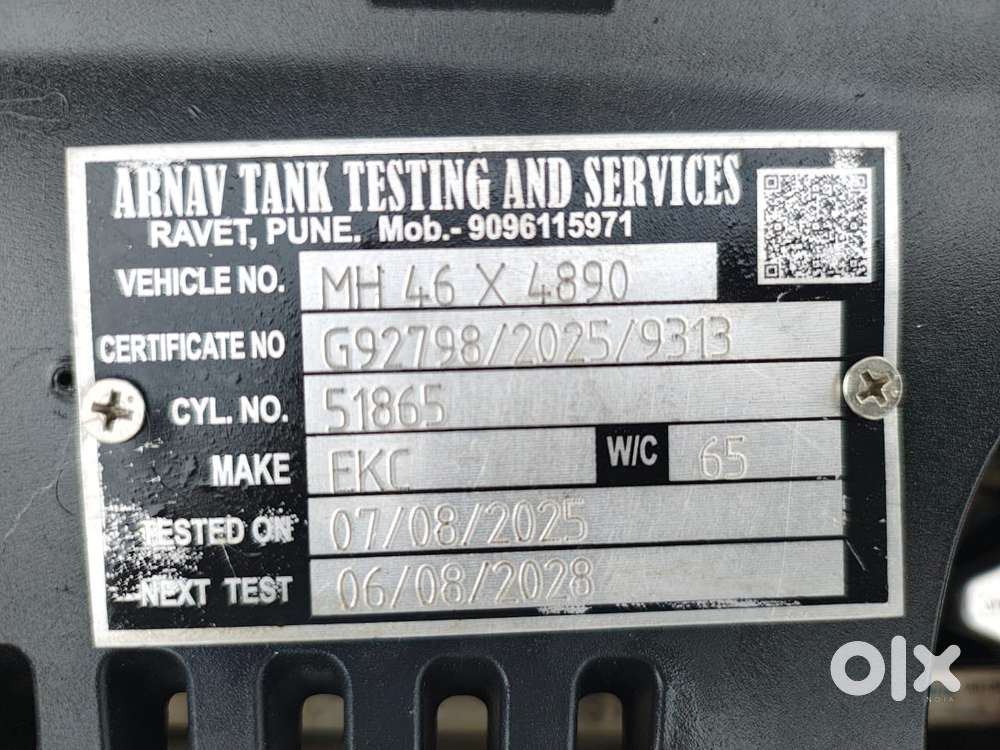 ARNAV TANK TESTING AND SERVICES
RAVET, PUNE. Mob.- 9096115971
VEHICLE NO. MH 46 X 4890
CERTIFICATE NO G92798/2025/9313
CYL. NO. 51865
MAKE EKC W/C 65
TESTED ON 07/08/2025
NEXT TEST 06/08/2028
olx
INDIA